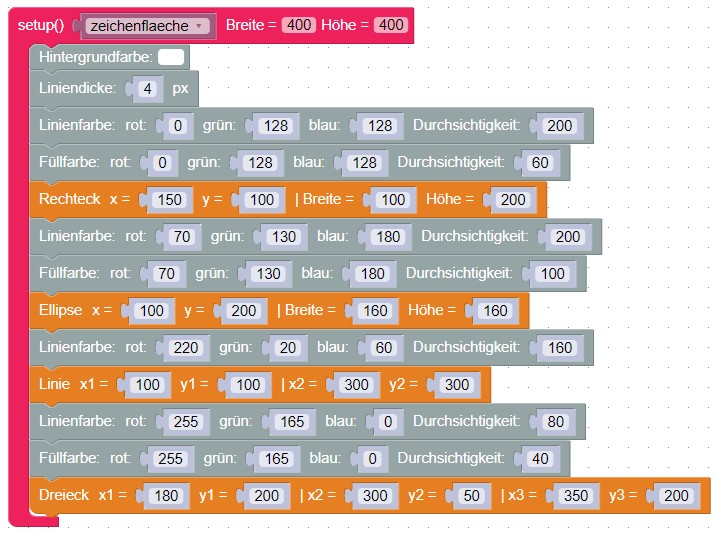 setup() zeichenflaeche Breite = 400 Höhe = 400
Hintergrundfarbe:
Liniendicke: 4 px
Linienfarbe: rot: 0 grün: 128 blau: 128 Durchsichtigkeit: 200
Füllfarbe: rot: 0 grün: 128 blau: 128 Durchsichtigkeit: 60
Rechteck x = 150 y = 100 | Breite = 100 Höhe = 200
Linienfarbe: rot: 70 grün: 130 blau: 180 Durchsichtigkeit: 200
Füllfarbe: rot: 70 grün: 130 blau: 180 Durchsichtigkeit: 100
Ellipse x = 100 y = 200 | Breite = 160 Höhe = 160
Linienfarbe: rot: 220 grün: 20 blau: 60 Durchsichtigkeit: 160
Linie x1 = 100 y1 = 100 | x2 = 300 y2 = 300
Linienfarbe: rot: 255 grün: 165 blau: 0 Durchsichtigkeit: 80
Füllfarbe: rot: 255 grün: 165 blau: 0 Durchsichtigkeit: 40
Dreieck x1 = 180 y1 = 200 | x2 = 300 y2 = 50 | x3 = 350 y3 = 200